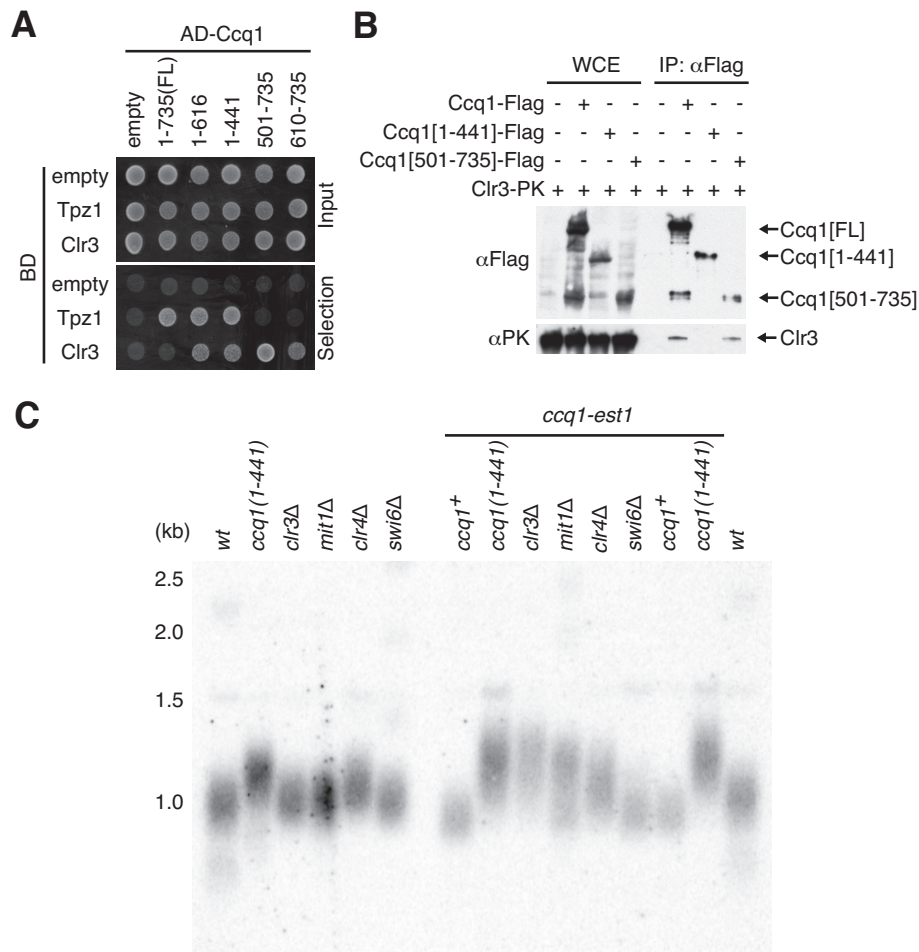 A
AD-Ccq1
empty
1-735(FL)
1-616
1-441
501-735
610-735
BD
empty
Tpz1
Clr3
Input
empty
Tpz1
Clr3
Selection
B
WCE IP: αFlag
Ccq1-Flag - + - - - + - -
Ccq1[1-441]-Flag - - + - - - + -
Ccq1[501-735]-Flag - - - + - - - +
Clr3-PK + + + + + + + +
αFlag
←Ccq1[FL]
←Ccq1[1-441]
←Ccq1[501-735]
αPK
←Clr3
C
ccq1-est1
(kb)
wt
ccq1(1-441)
clr3Δ
mit1Δ
clr4Δ
swi6Δ
ccq1+
ccq1(1-441)
clr3Δ
mit1Δ
clr4Δ
swi6Δ
ccq1+
ccq1(1-441)
wt
2.5
2.0
1.5
1.0